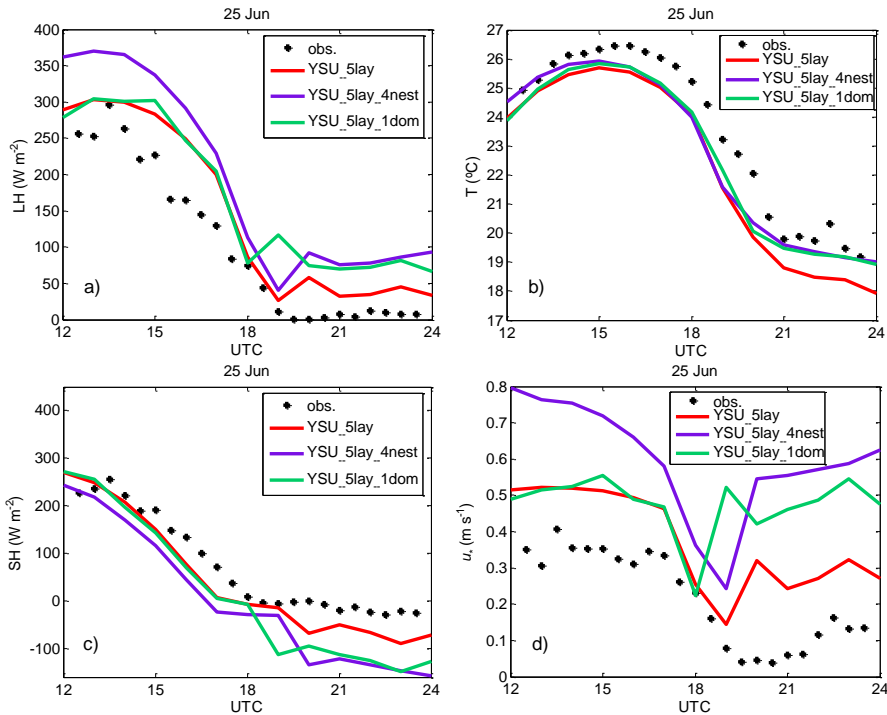 25 Jun
400
350
300
250
200
150
100
50
0
LH (W m⁻²)
obs.
YSU_5lay
YSU_5lay_4nest
YSU_5lay_1dom
a)
12 15 18 21 24
UTC
25 Jun
27
26
25
24
23
22
21
20
19
18
17
T (ºC)
obs.
YSU_5lay
YSU_5lay_4nest
YSU_5lay_1dom
b)
12 15 18 21 24
UTC
25 Jun
400
300
200
100
0
-100
SH (W m⁻²)
obs.
YSU_5lay
YSU_5lay_4nest
YSU_5lay_1dom
c)
12 15 18 21 24
UTC
25 Jun
0.8
0.7
0.6
0.5
0.4
0.3
0.2
0.1
0
u* (m s⁻¹)
obs.
YSU_5lay
YSU_5lay_4nest
YSU_5lay_1dom
d)
12 15 18 21 24
UTC